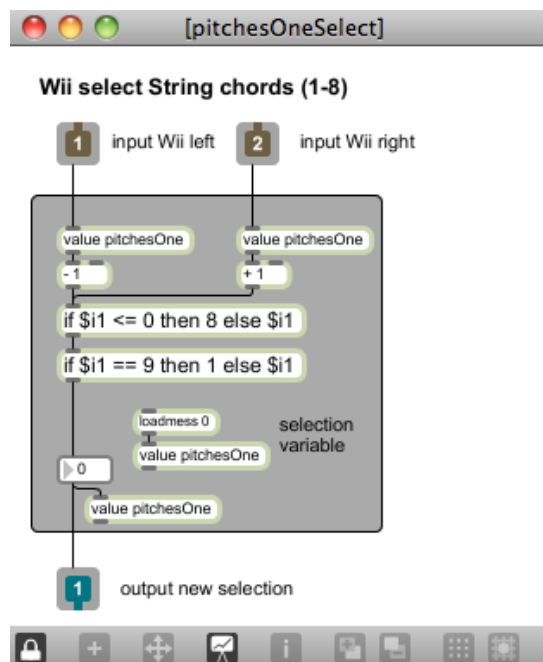 [pitchesOneSelect]
Wii select String chords (1-8)
1 input Wii left 2 input Wii right
value pitchesOne value pitchesOne
- 1 + 1
if $i1 <= 0 then 8 else $i1
if $i1 == 9 then 1 else $i1
loadmess 0
selection
variable
value pitchesOne
0
value pitchesOne
1 output new selection